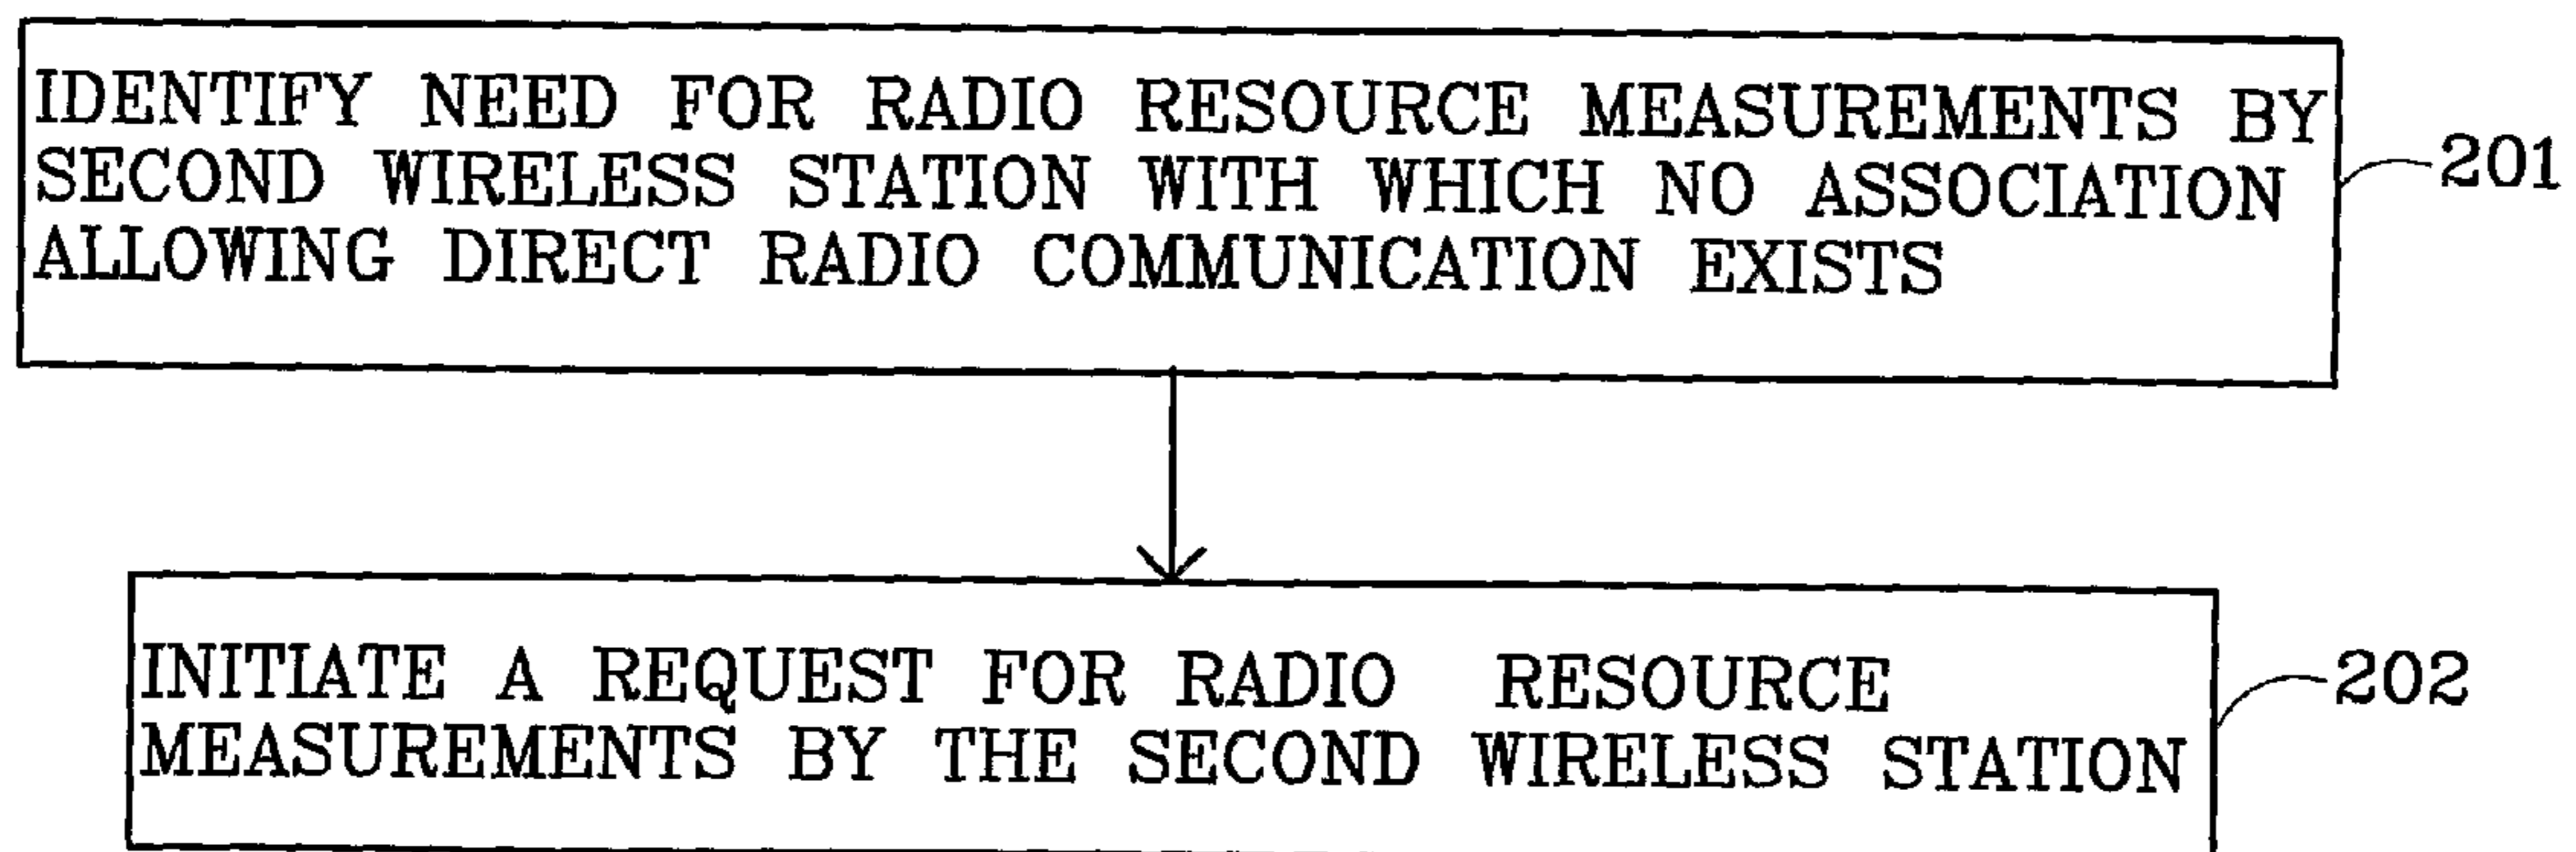 IDENTIFY NEED FOR RADIO RESOURCE MEASUREMENTS BY
SECOND WIRELESS STATION WITH WHICH NO ASSOCIATION
ALLOWING DIRECT RADIO COMMUNICATION EXISTS
201
INITIATE A REQUEST FOR RADIO RESOURCE
MEASUREMENTS BY THE SECOND WIRELESS STATION
202